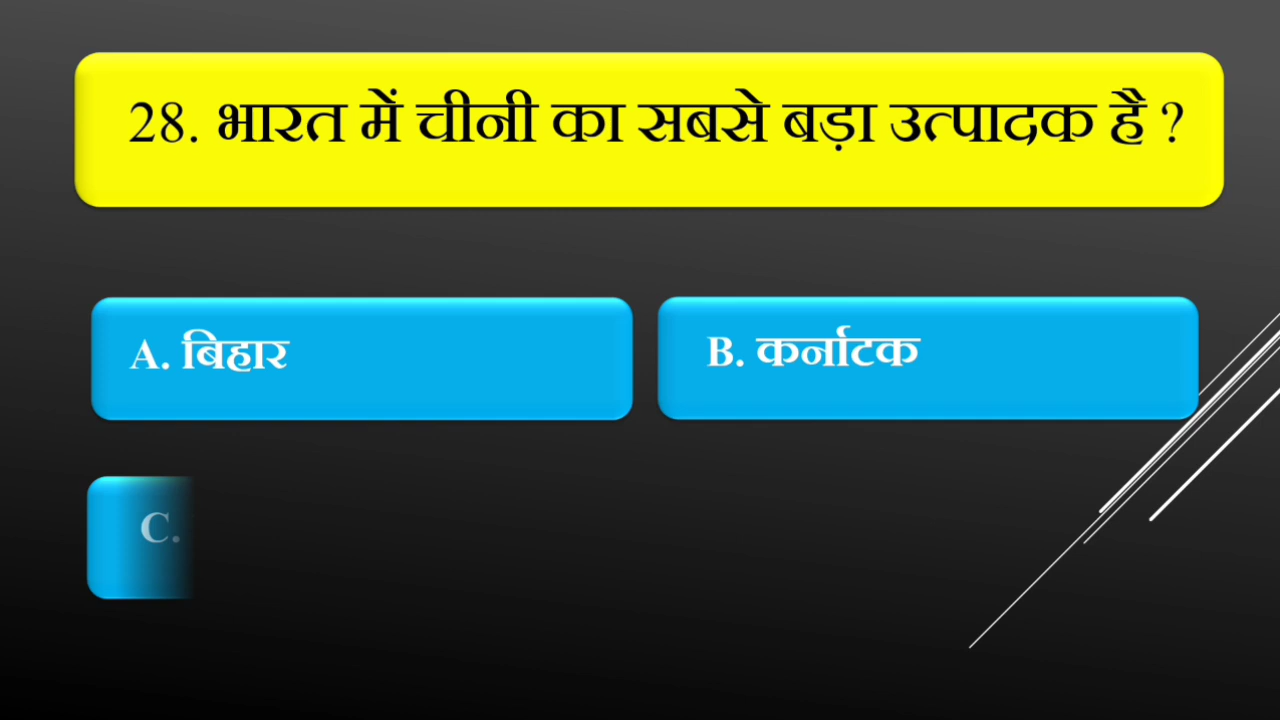 28. भारत में चीनी का सबसे बड़ा उत्पादक है ?
A. बिहार
B. कर्नाटक
C.